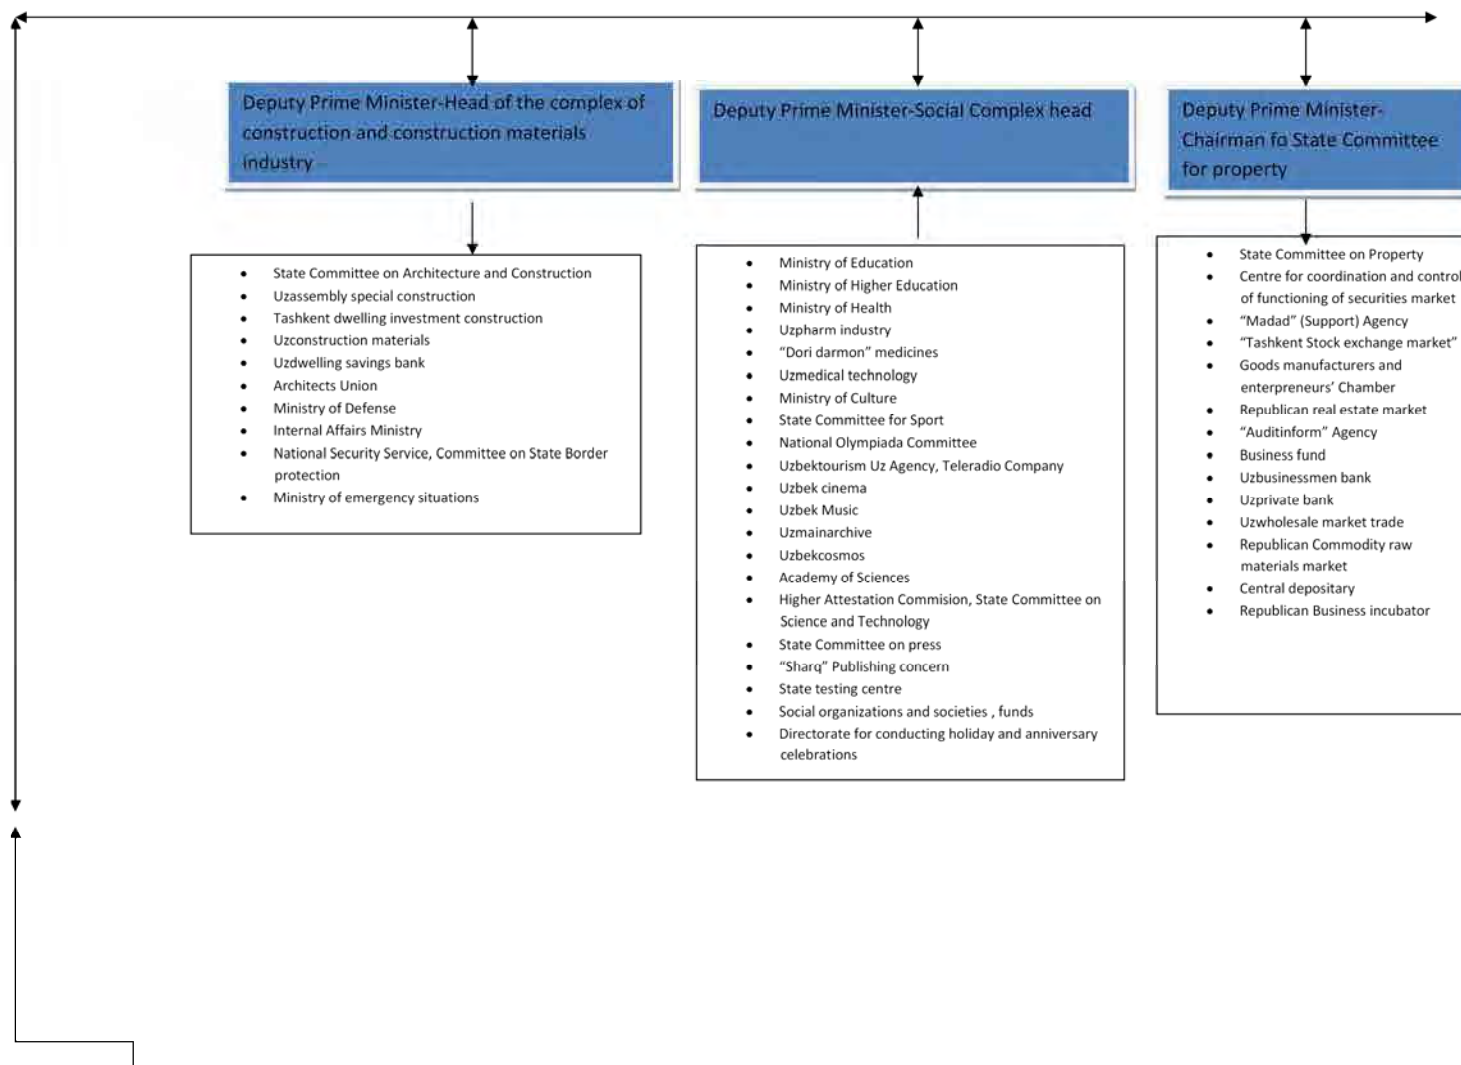 Deputy Prime Minister-Head of the complex of
construction and construction materials
industry
Deputy Prime Minister-Social Complex head
Deputy Prime Minister-
Chairman fo State Committee
for property
• State Committee on Architecture and Construction
• Uzassembly special construction
• Tashkent dwelling investment construction
• Uzconstruction materials
• Uzdwelling savings bank
• Architects Union
• Ministry of Defense
• Internal Affairs Ministry
• National Security Service, Committee on State Border
protection
• Ministry of emergency situations
• Ministry of Education
• Ministry of Higher Education
• Ministry of Health
• Uzpharm industry
• “Dori darmon” medicines
• Uzmedical technology
• Ministry of Culture
• State Committee for Sport
• National Olympiada Committee
• Uzbektourism Uz Agency, Teleradio Company
• Uzbek cinema
• Uzbek Music
• Uzmainarchive
• Uzbekcosmos
• Academy of Sciences
• Higher Attestation Commision, State Committee on
Science and Technology
• State Committee on press
• “Sharq” Publishing concern
• State testing centre
• Social organizations and societies , funds
• Directorate for conducting holiday and anniversary
celebrations
• State Committee on Property
• Centre for coordination and control
of functioning of securities market
• “Madad” (Support) Agency
• “Tashkent Stock exchange market”
• Goods manufacturers and
enterpreneurs’ Chamber
• Republican real estate market
• “Auditinform” Agency
• Business fund
• Uzbusinessmen bank
• Uzprivate bank
• Uzwholesale market trade
• Republican Commodity raw
materials market
• Central depositary
• Republican Business incubator